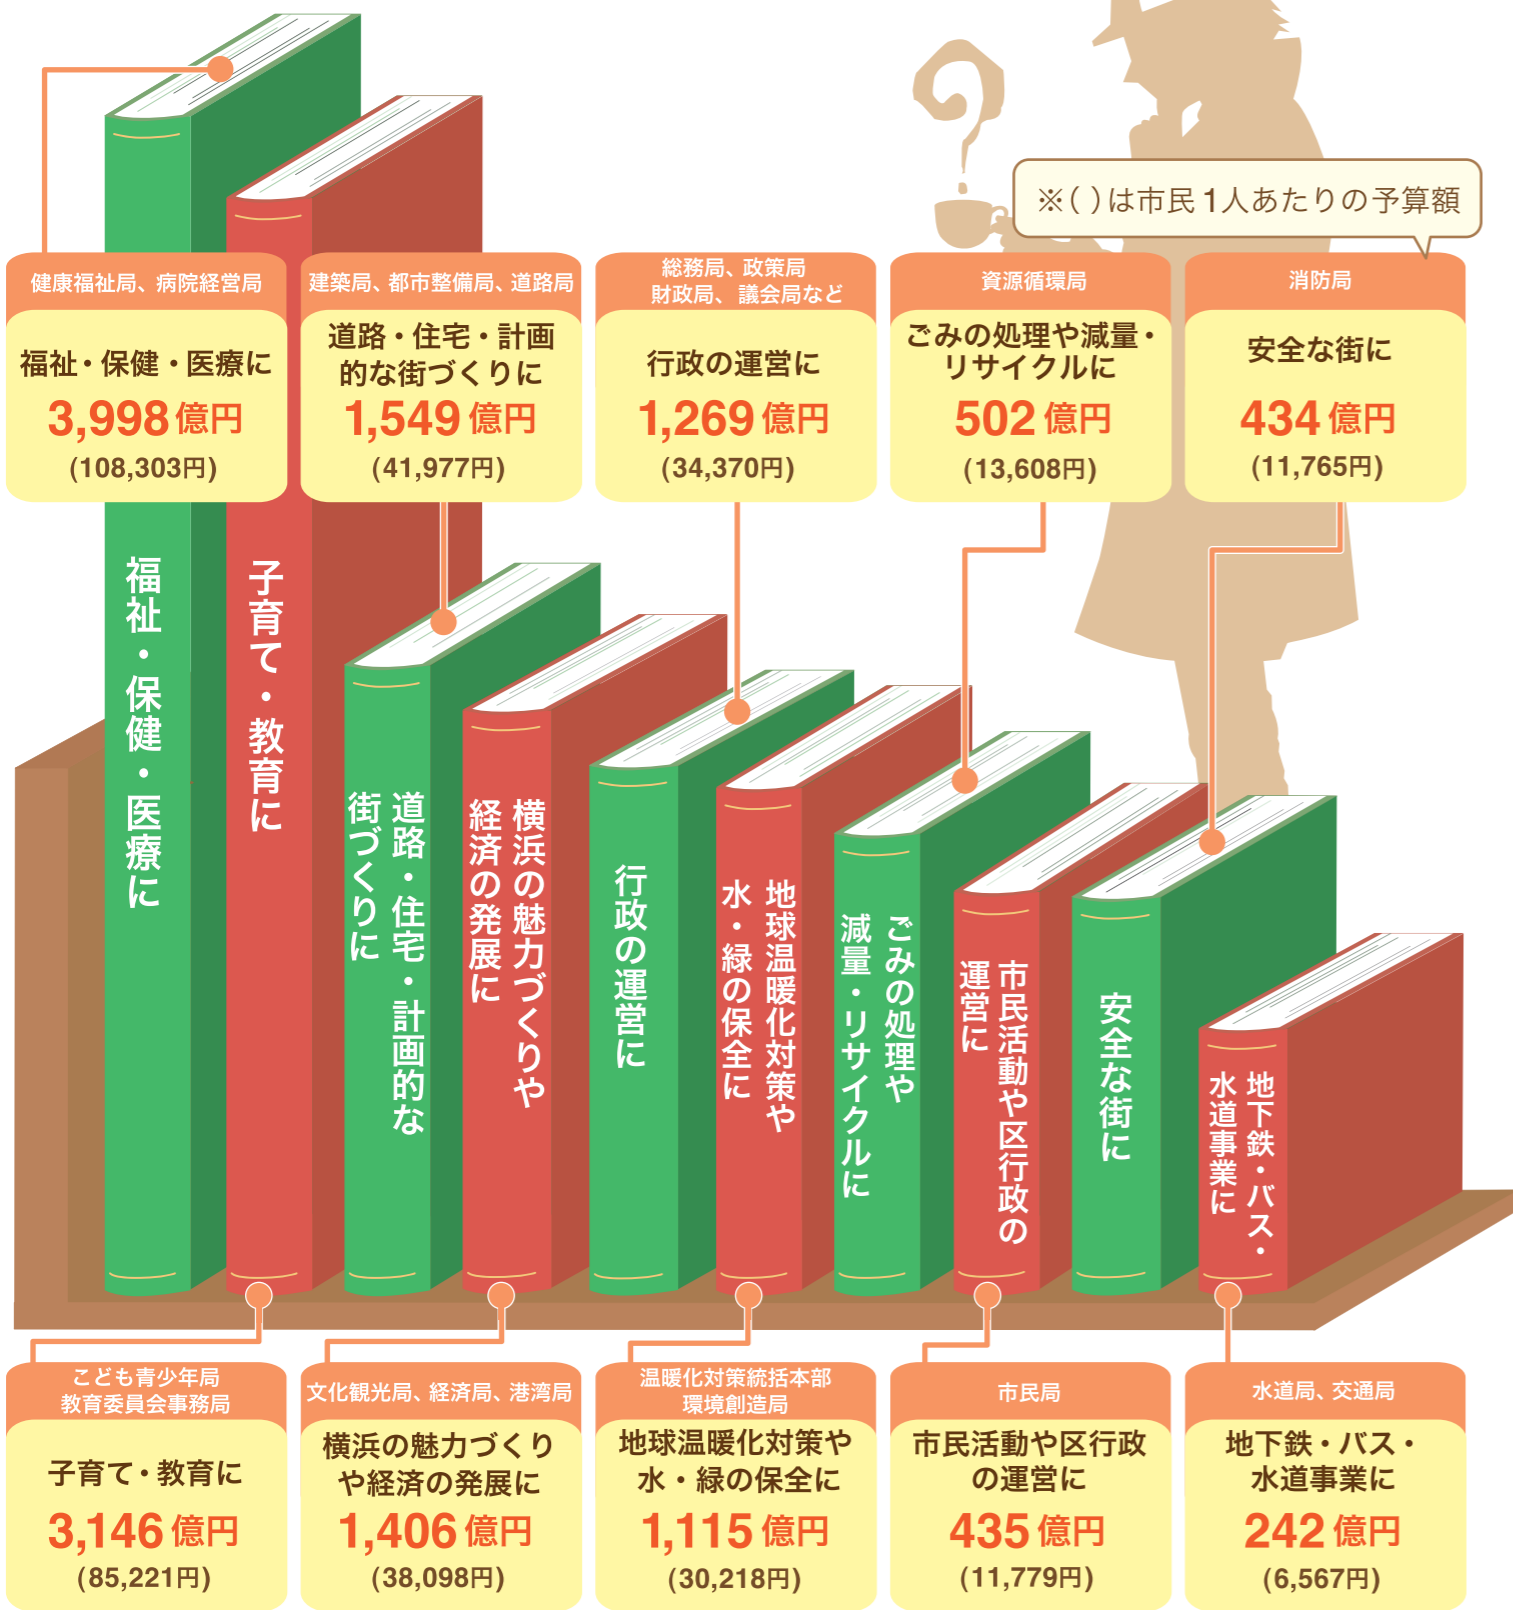 ※( )は市民1人あたりの予算額
健康福祉局、病院経営局
福祉・保健・医療に
3,998億円
(108,303円)
建築局、都市整備局、道路局
道路・住宅・計画
的な街づくりに
1,549億円
(41,977円)
総務局、政策局
財政局、議会局など
行政の運営に
1,269億円
(34,370円)
資源循環局
ごみの処理や減量・
リサイクルに
502億円
(13,608円)
消防局
安全な街に
434億円
(11,765円)
福祉・保健・医療に
子育て・教育に
道路・住宅・計画的な
街づくりに
横浜の魅力づくりや
経済の発展に
行政の運営に
地球温暖化対策や
水・緑の保全に
ごみの処理や
減量・リサイクルに
市民活動や区行政の
運営に
安全な街に
地下鉄・バス・
水道事業に
こども青少年局
教育委員会事務局
子育て・教育に
3,146億円
(85,221円)
文化観光局、経済局、港湾局
横浜の魅力づくり
や経済の発展に
1,406億円
(38,098円)
温暖化対策統括本部
環境創造局
地球温暖化対策や
水・緑の保全に
1,115億円
(30,218円)
市民局
市民活動や区行政
の運営に
435億円
(11,779円)
水道局、交通局
地下鉄・バス・
水道事業に
242億円
(6,567円)